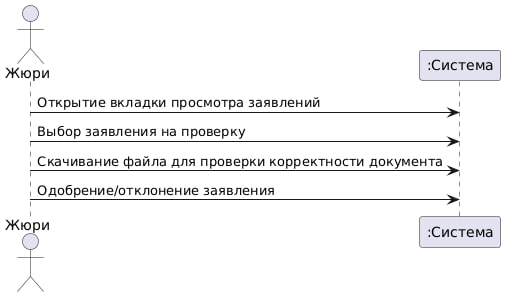 Жюри
:Система
Открытие вкладки просмотра заявлений
Выбор заявления на проверку
Скачивание файла для проверки корректности документа
Одобрение/отклонение заявления
Жюри
:Система